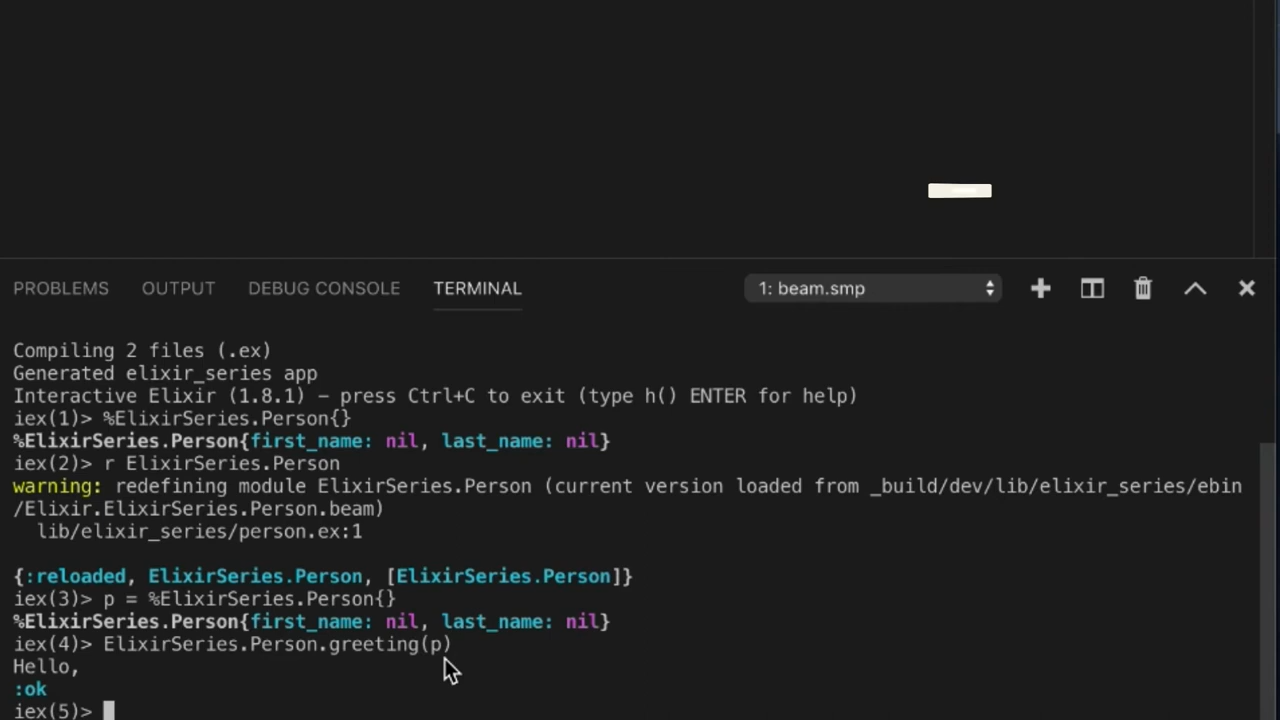 PROBLEMS OUTPUT DEBUG CONSOLE TERMINAL 1: beam.smp
Compiling 2 files (.ex)
Generated elixir_series app
Interactive Elixir (1.8.1) – press Ctrl+C to exit (type h() ENTER for help)
iex(1)> %ElixirSeries.Person{}
%ElixirSeries.Person{first_name: nil, last_name: nil}
iex(2)> r ElixirSeries.Person
warning: redefining module ElixirSeries.Person (current version loaded from _build/dev/lib/elixir_series/ebin
/Elixir.ElixirSeries.Person.beam)
lib/elixir_series/person.ex:1
{:reloaded, ElixirSeries.Person, [ElixirSeries.Person]}
iex(3)> p = %ElixirSeries.Person{}
%ElixirSeries.Person{first_name: nil, last_name: nil}
iex(4)> ElixirSeries.Person.greeting(p)
Hello,
:ok
iex(5)>